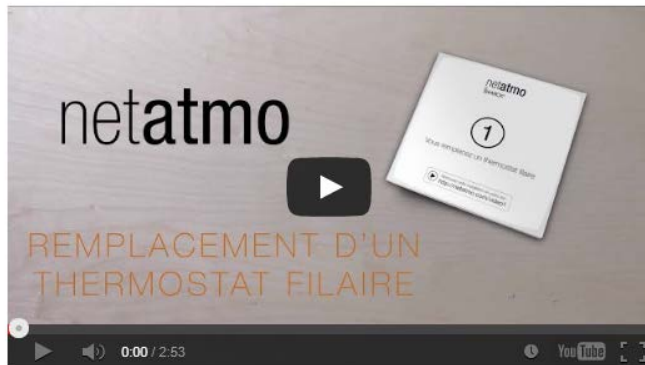 netatmo
netatmo
1
Vous remplacez un thermostat filaire
REMPLACEMENT D'UN
THERMOSTAT FILAIRE
0:00 / 2:53
YouTube